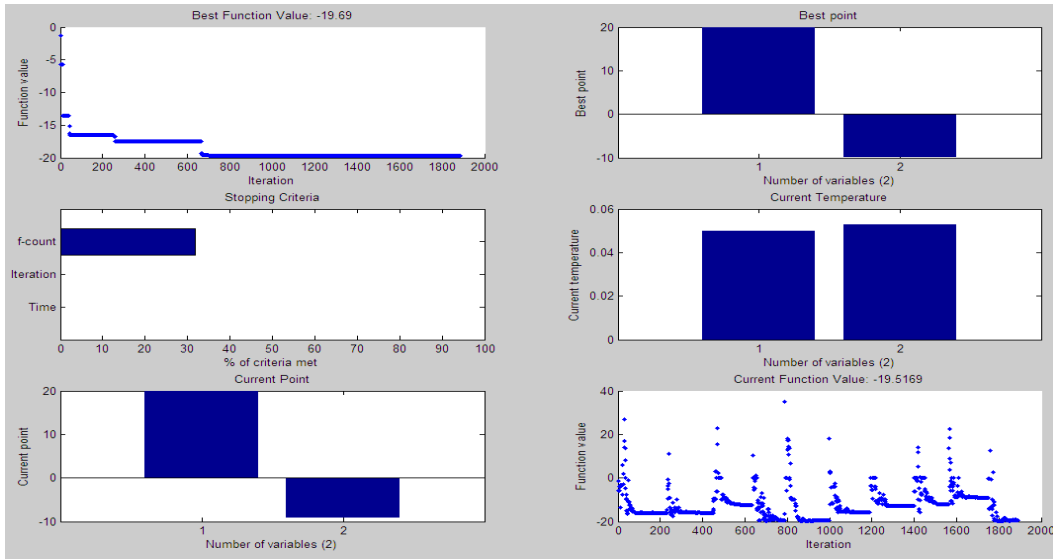 Best Function Value: -19.69
0
-5
-10
-15
-20
Function value
0 200 400 600 800 1000 1200 1400 1600 1800 2000
Iteration
Best point
20
10
0
-10
Best point
1 2
Number of variables (2)
Stopping Criteria
f-count
Iteration
Time
0 10 20 30 40 50 60 70 80 90 100
% of criteria met
Current Temperature
0.06
0.04
0.02
0
Current temperature
1 2
Number of variables (2)
Current Point
20
10
0
-10
Current point
1 2
Number of variables (2)
Current Function Value: -19.5169
40
20
0
-20
Function value
0 200 400 600 800 1000 1200 1400 1600 1800 2000
Iteration